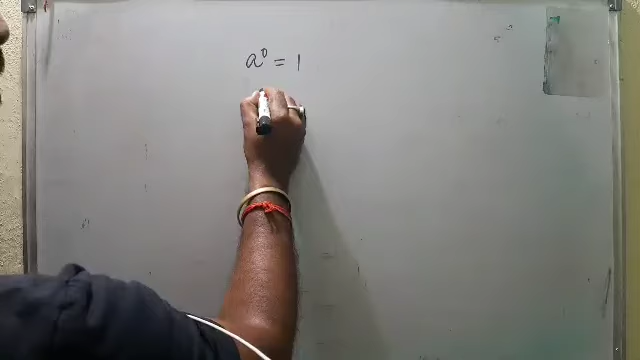 a⁰ = 1